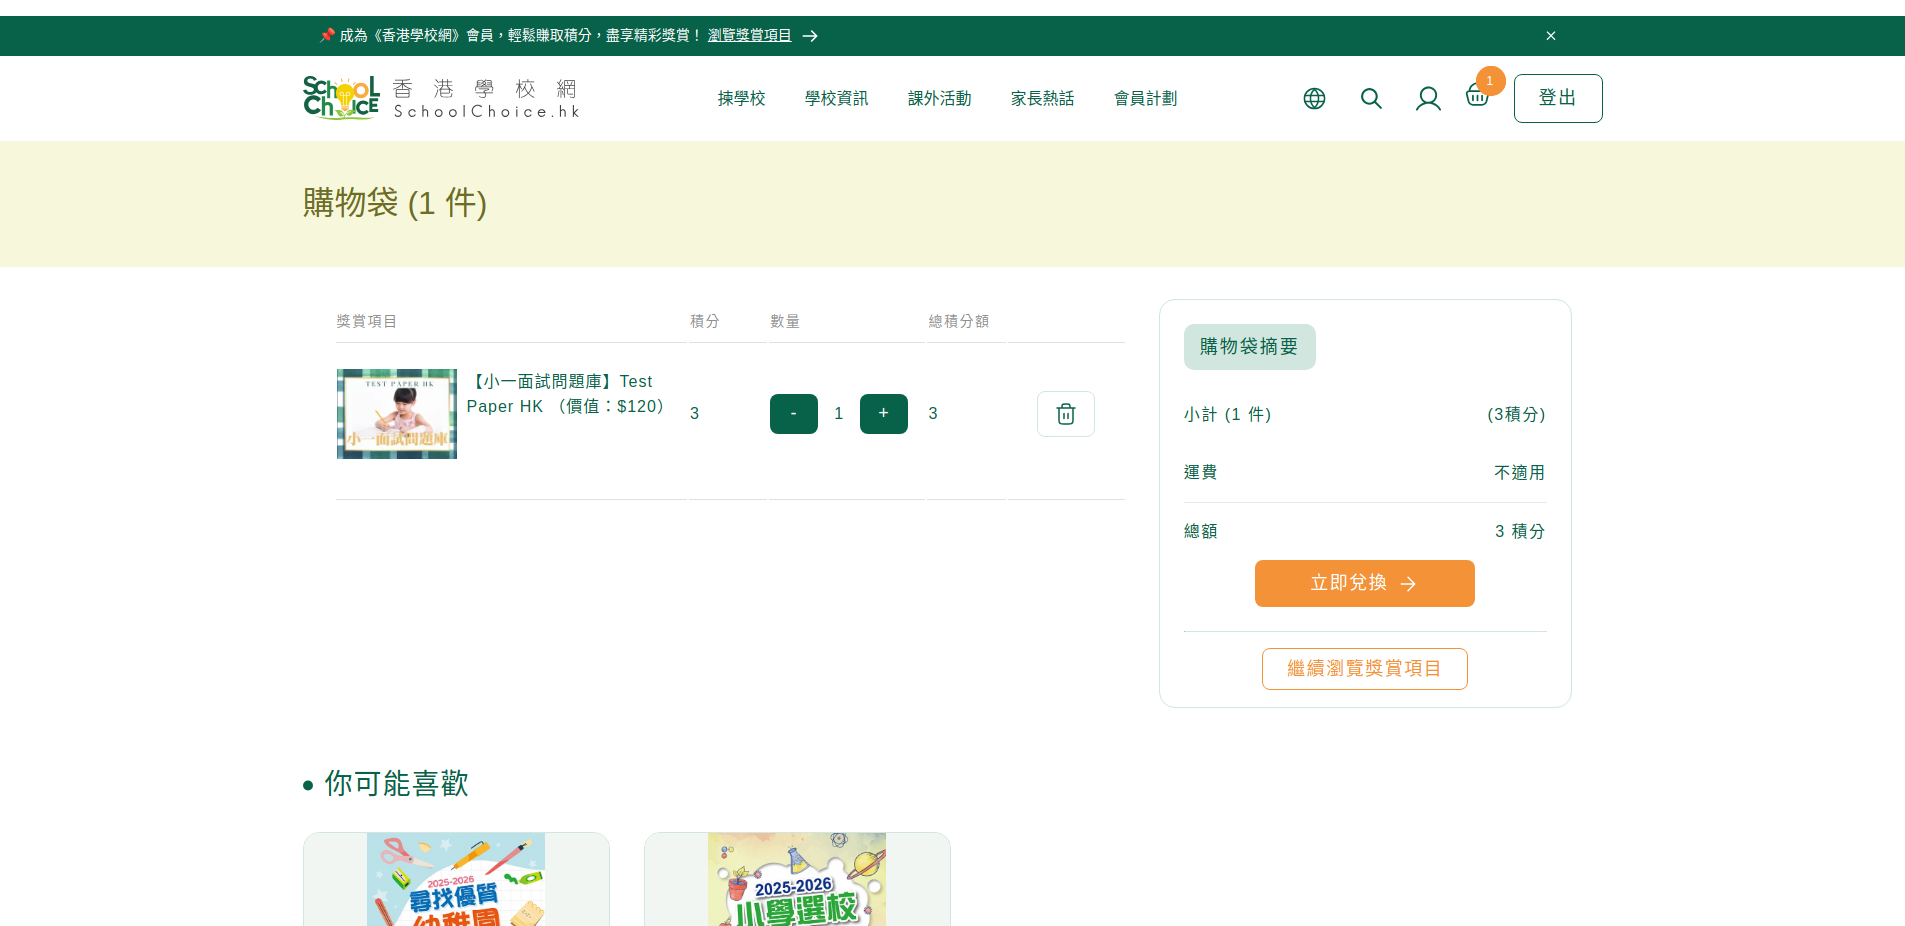 📌 成為《香港學校網》會員，輕鬆賺取積分，盡享精彩獎賞！ 瀏覽獎賞項目 →
School Choice 香港學校網
SchoolChoice.hk
揀學校 學校資訊 課外活動 家長熱話 會員計劃
1
登出
購物袋 (1 件)
獎賞項目 積分 數量 總積分額
TEST PAPER HK
小一面試問題庫
【小一面試問題庫】Test
Paper HK （價值：$120）
3 - 1 + 3
購物袋摘要
小計 (1 件) (3積分)
運費 不適用
總額 3 積分
立即兌換 →
繼續瀏覽獎賞項目
• 你可能喜歡
2025-2026
尋找優質
幼稚園
2025-2026
小學選校